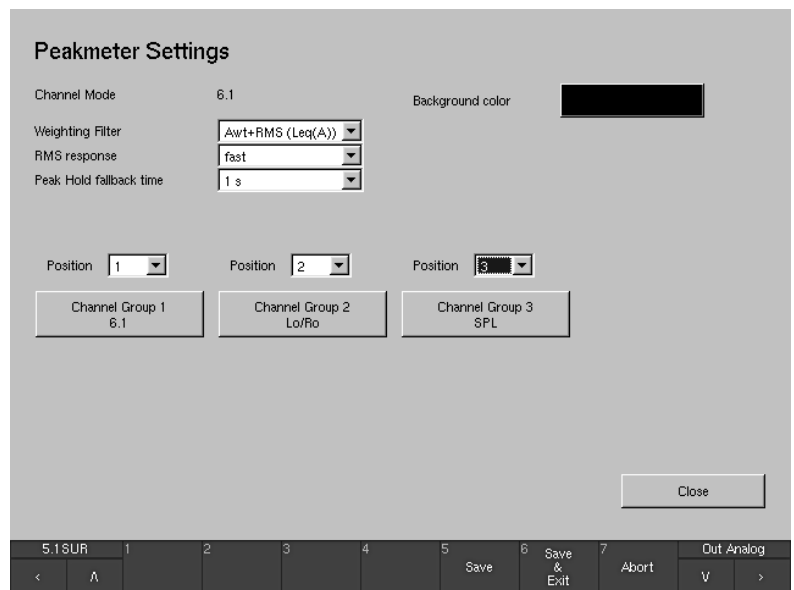 Peakmeter Settings
Channel Mode 6.1 Background color
Weighting Filter Awt+RMS (Leq(A))
RMS response fast
Peak Hold fallback time 1 s
Position 1 Position 2 Position 3
Channel Group 1 Channel Group 2 Channel Group 3
6.1 Lo/Ro SPL
Close
5.1SUR 1 2 3 4 5 6 7 Out Analog
Save Save & Exit Abort
< Λ V >